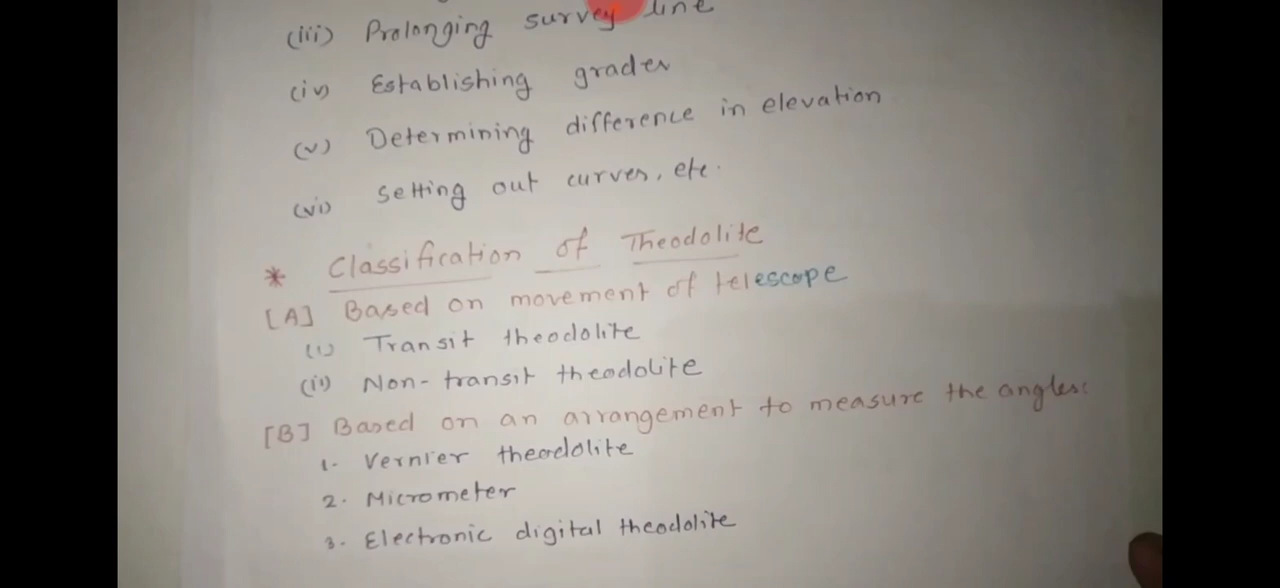 (iii) Prolonging survey line
(iv) Establishing grades
(v) Determining difference in elevation
(vi) Setting out curves, etc.
* Classification of Theodolite
[A] Based on movement of telescope
(i) Transit theodolite
(ii) Non-transit theodolite
[B] Based on an arrangement to measure the angles:
1. Vernier theodolite
2. Micrometer
3. Electronic digital theodolite